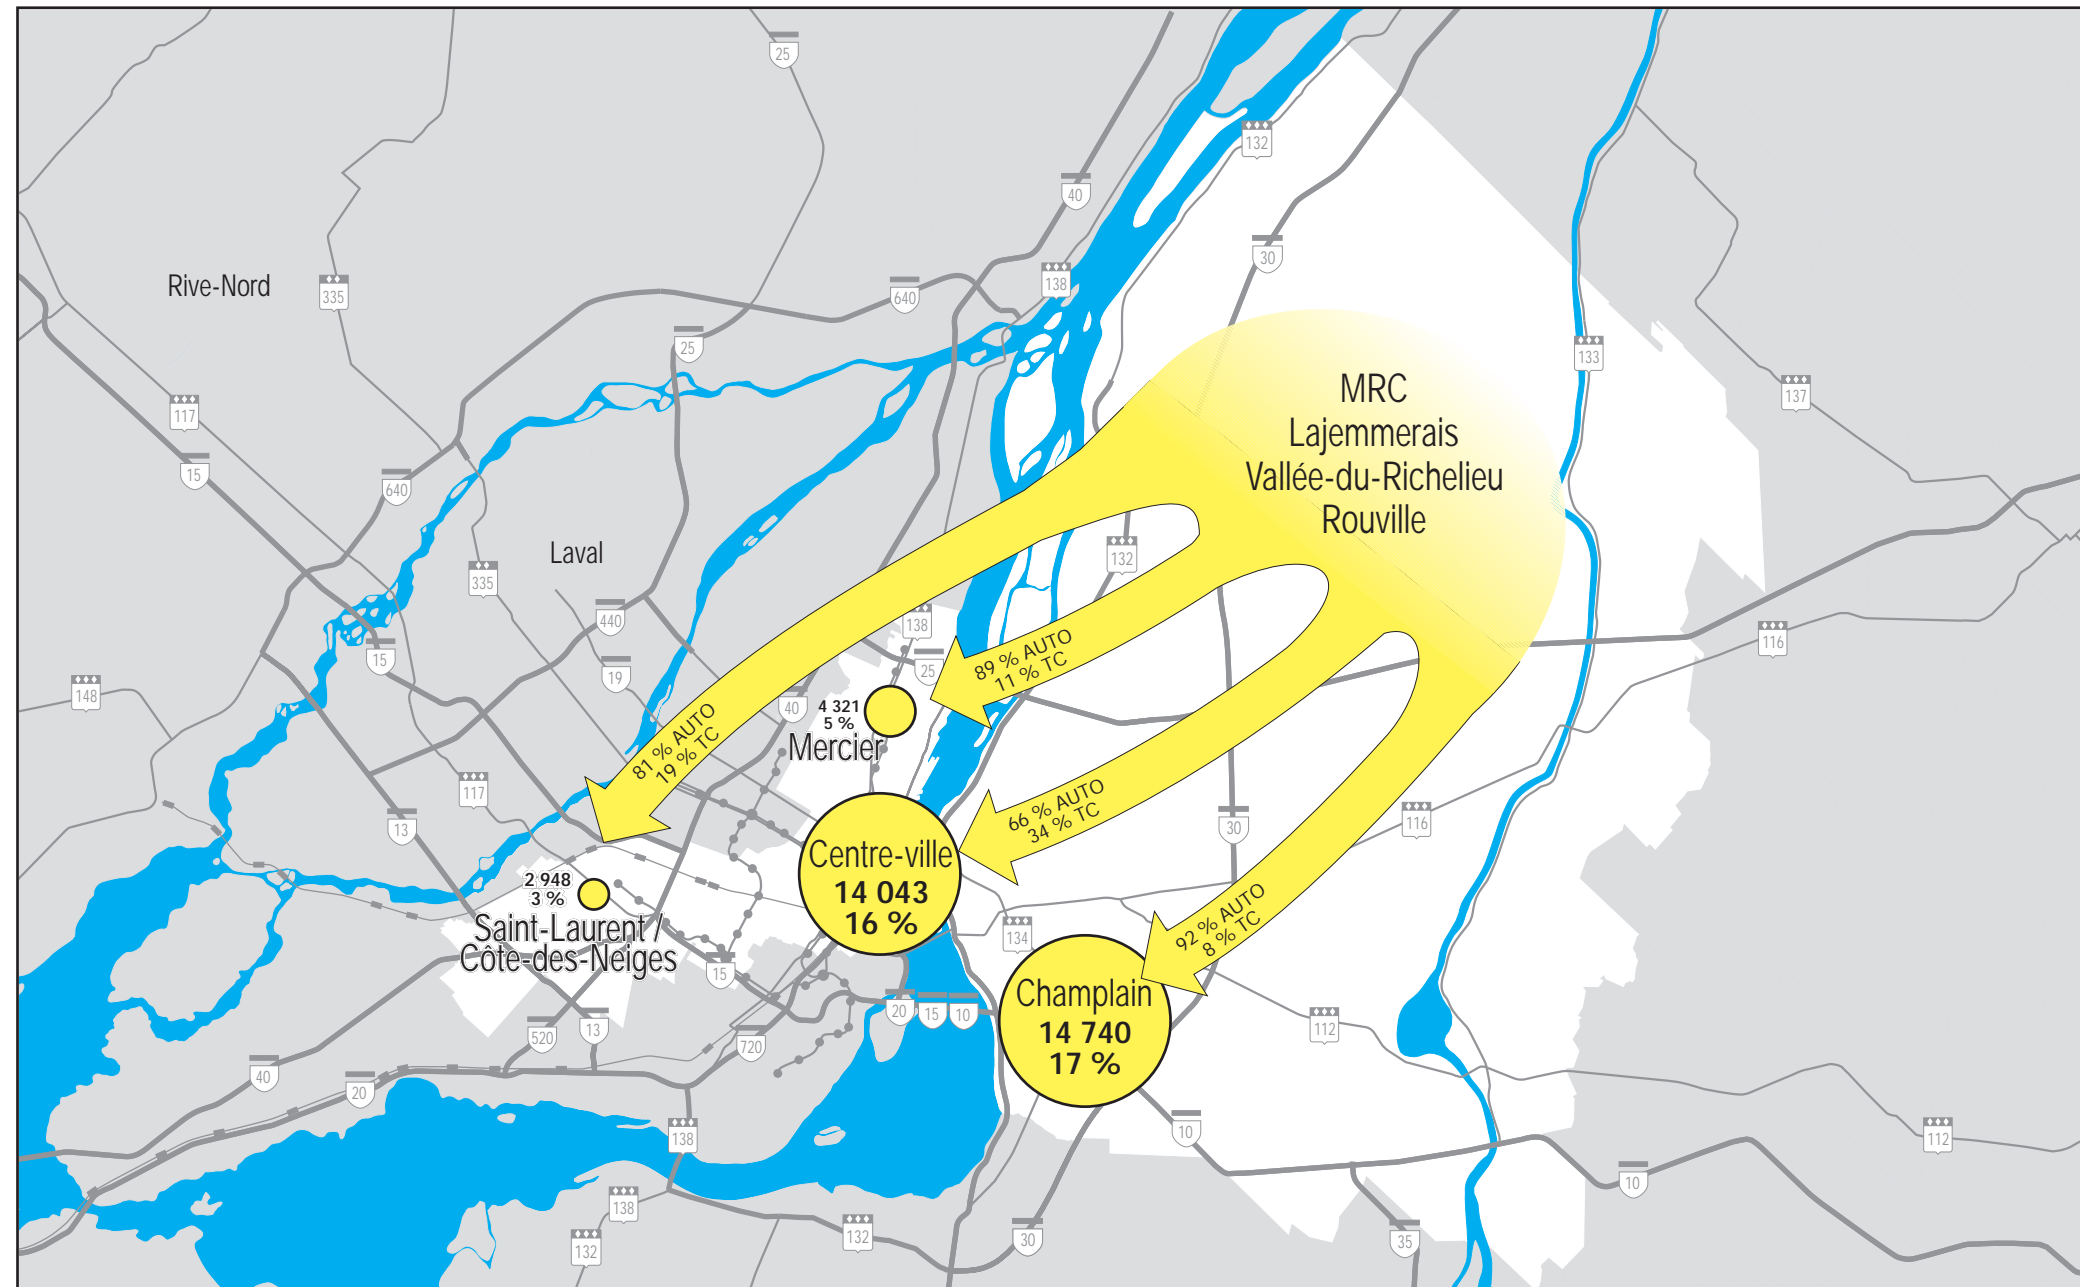 25
132
40
30
138
Rive-Nord
335
640
25
133
MRC
Lajemmerais
Vallée-du-Richelieu
Rouville
137
117
15
640
132
Laval
335
440
138
116
15
19
25
89 % AUTO
11 % TC
148
40
4 321
5 %
Mercier
81 % AUTO
19 % TC
117
13
66 % AUTO
34 % TC
30
116
Centre-ville
14 043
16 %
2 948
3 %
Saint-Laurent /
Côte-des-Neiges
15
134
92 % AUTO
8 % TC
Champlain
14 740
17 %
20
15
10
112
520
13
720
40
20
138
10
112
10
138
132
132
30
35